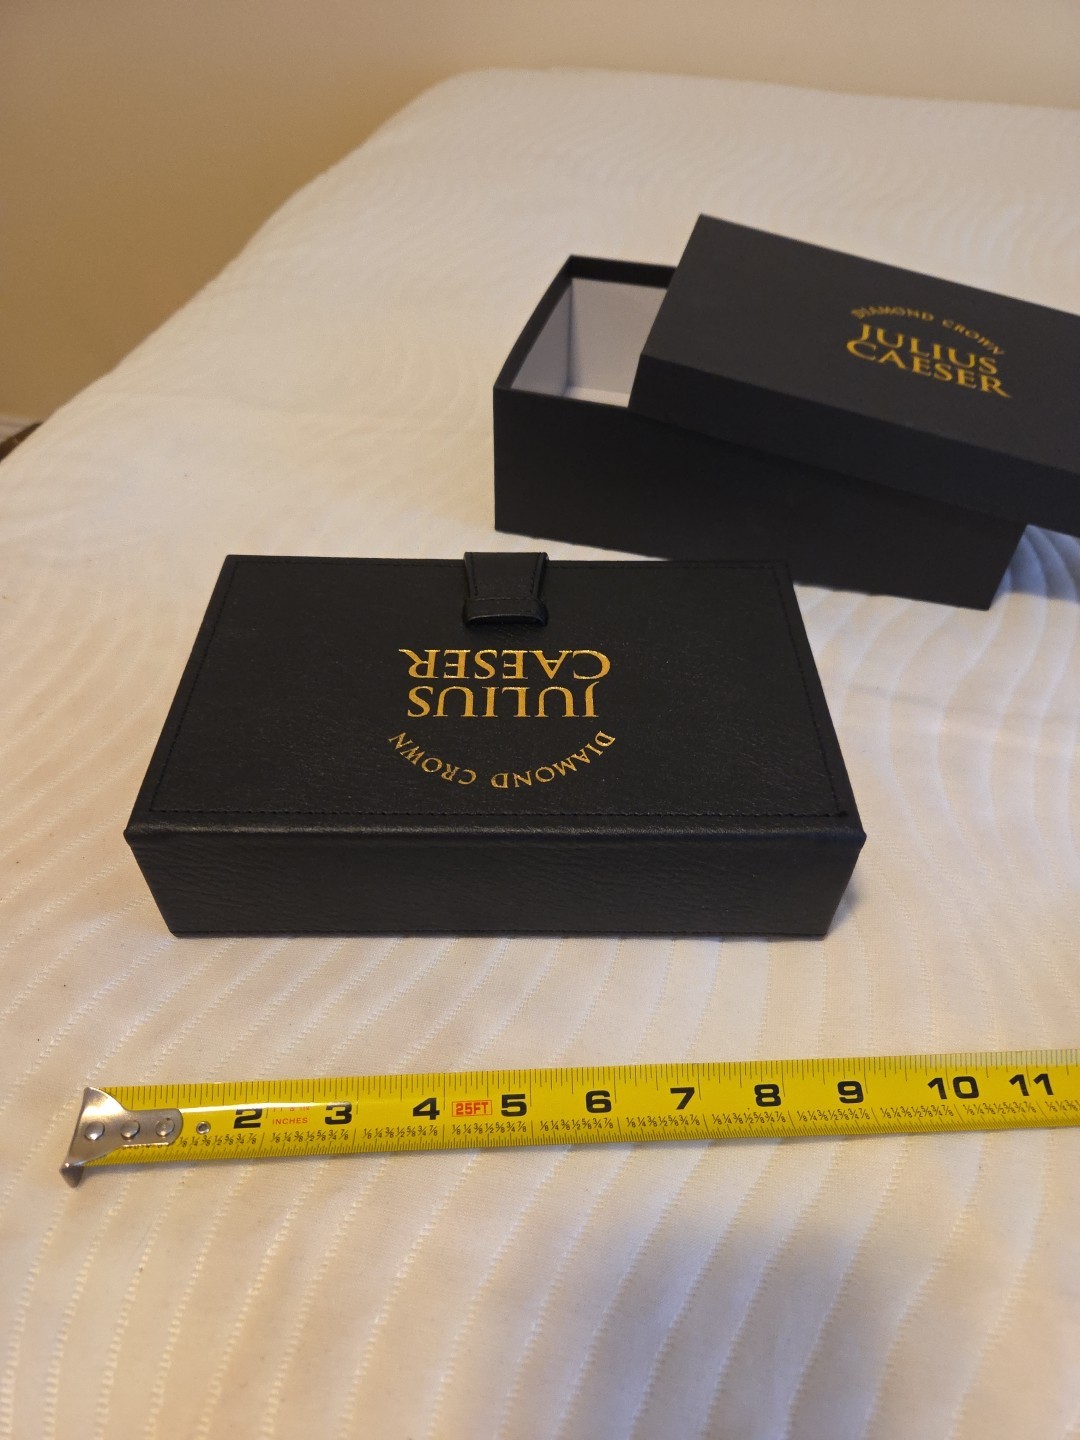 DIAMOND CROWN
JULIUS
CAESER
DIAMOND CROWN
JULIUS
CAESER
2 INCHES 3 4 25FT 5 6 7 8 9 10 11